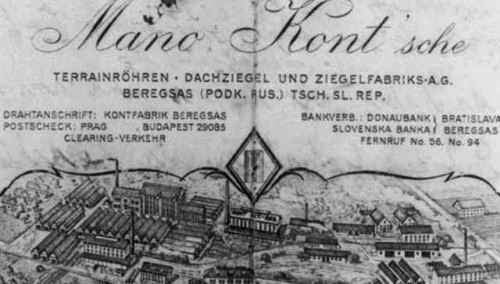 Mano Kont'sche
TERRAINRÖHREN · DACHZIEGEL UND ZIEGELFABRIKS-A.G.
BEREGSAS (PODK. RUS.) TSCH. SL. REP.
DRAHTANSCHRIFT: KONTFABRIK BEREGSAS
POSTSCHECK: PRAG , BUDAPEST 29085
CLEARING-VERKEHR
BANKVERB.: DONAUBANK BRATISLAVA
SLOVENSKA BANKA BEREGSAS
FERNRUF No. 56. No. 94